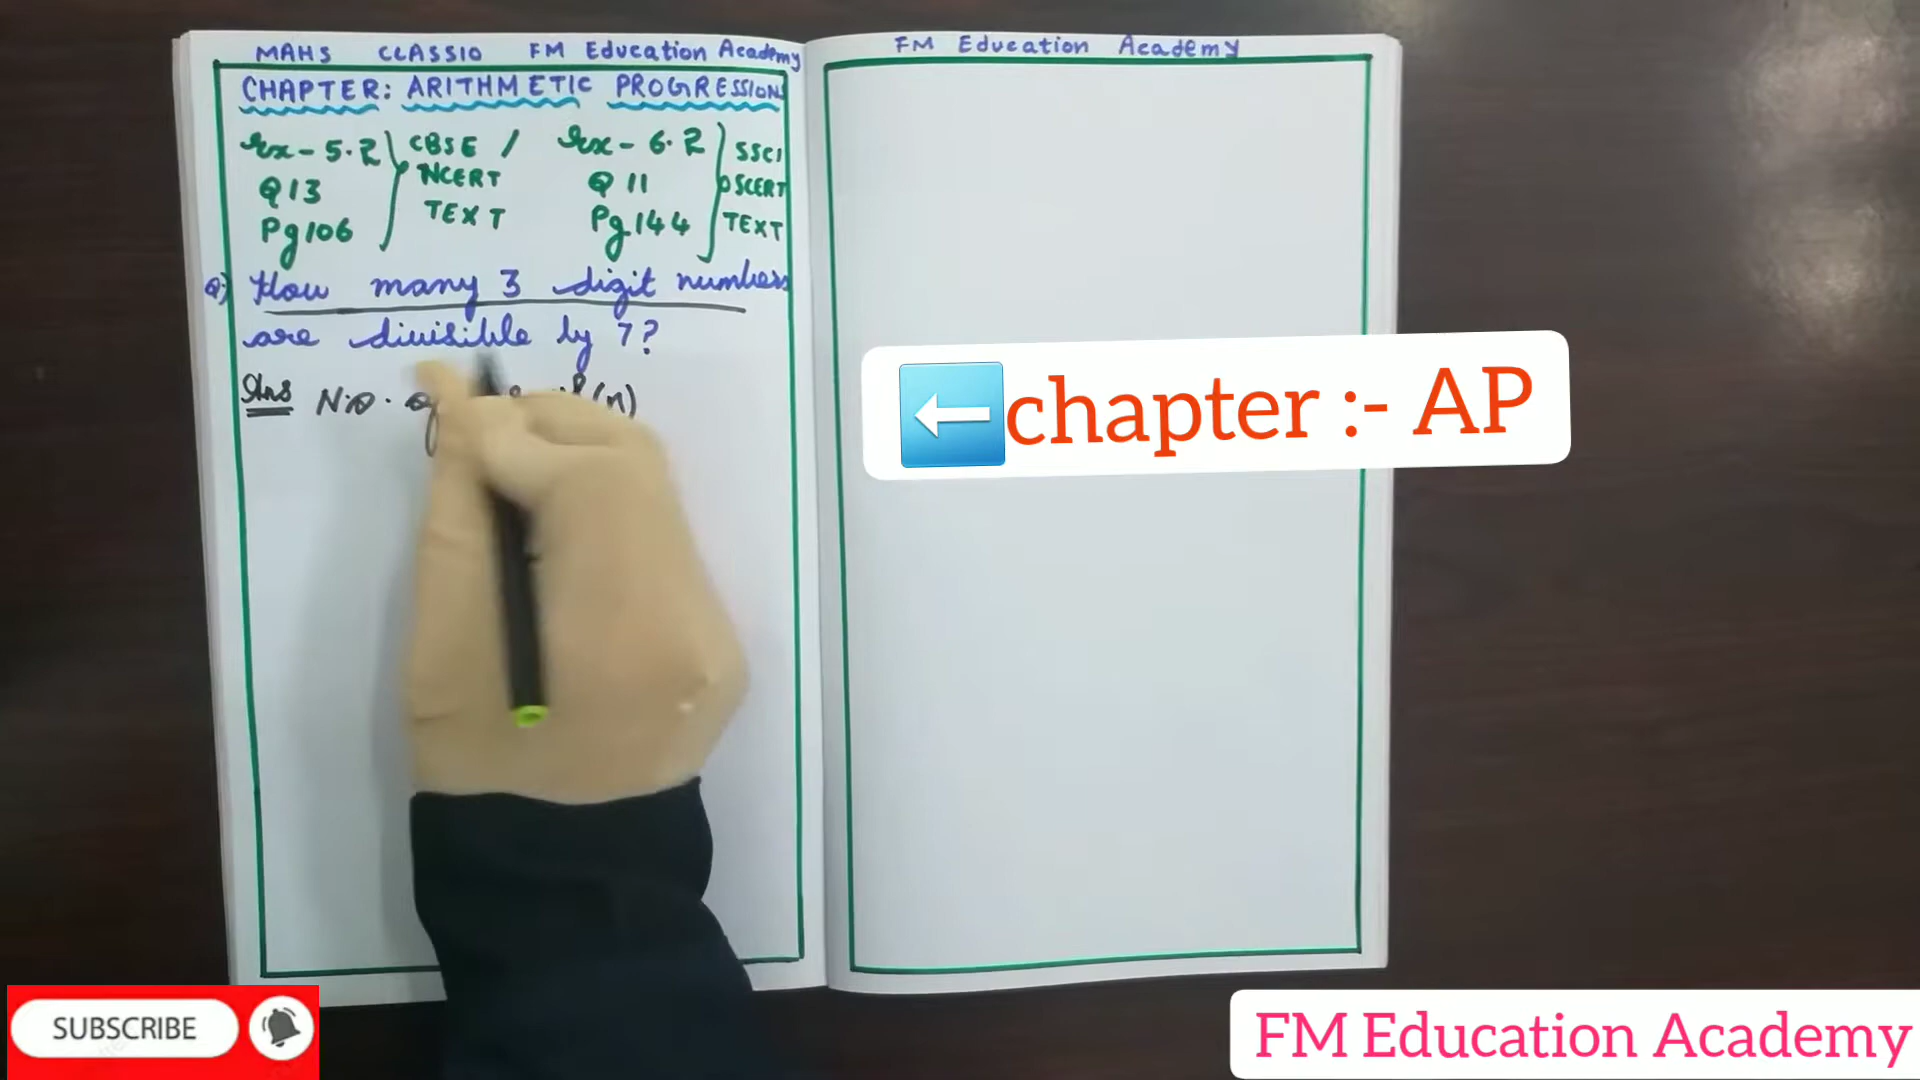 MAHS CLASSIO FM Education Academy
CHAPTER: ARITHMETIC PROGRESSIONS
Ex-5.2 CBSE / Ex-6.2 SSC/
Q13 NCERT Q 11 SCERT
Pg106 TEXT Pg.144 TEXT
Q) How many 3 digit numbers
are divisible by 7?
Ans No. (n)
FM Education Academy
←chapter :- AP
SUBSCRIBE
FM Education Academy